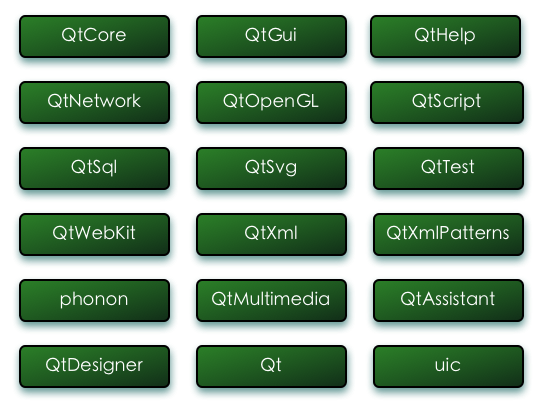 QtCore
QtGui
QtHelp
QtNetwork
QtOpenGL
QtScript
QtSql
QtSvg
QtTest
QtWebKit
QtXml
QtXmlPatterns
phonon
QtMultimedia
QtAssistant
QtDesigner
Qt
uic